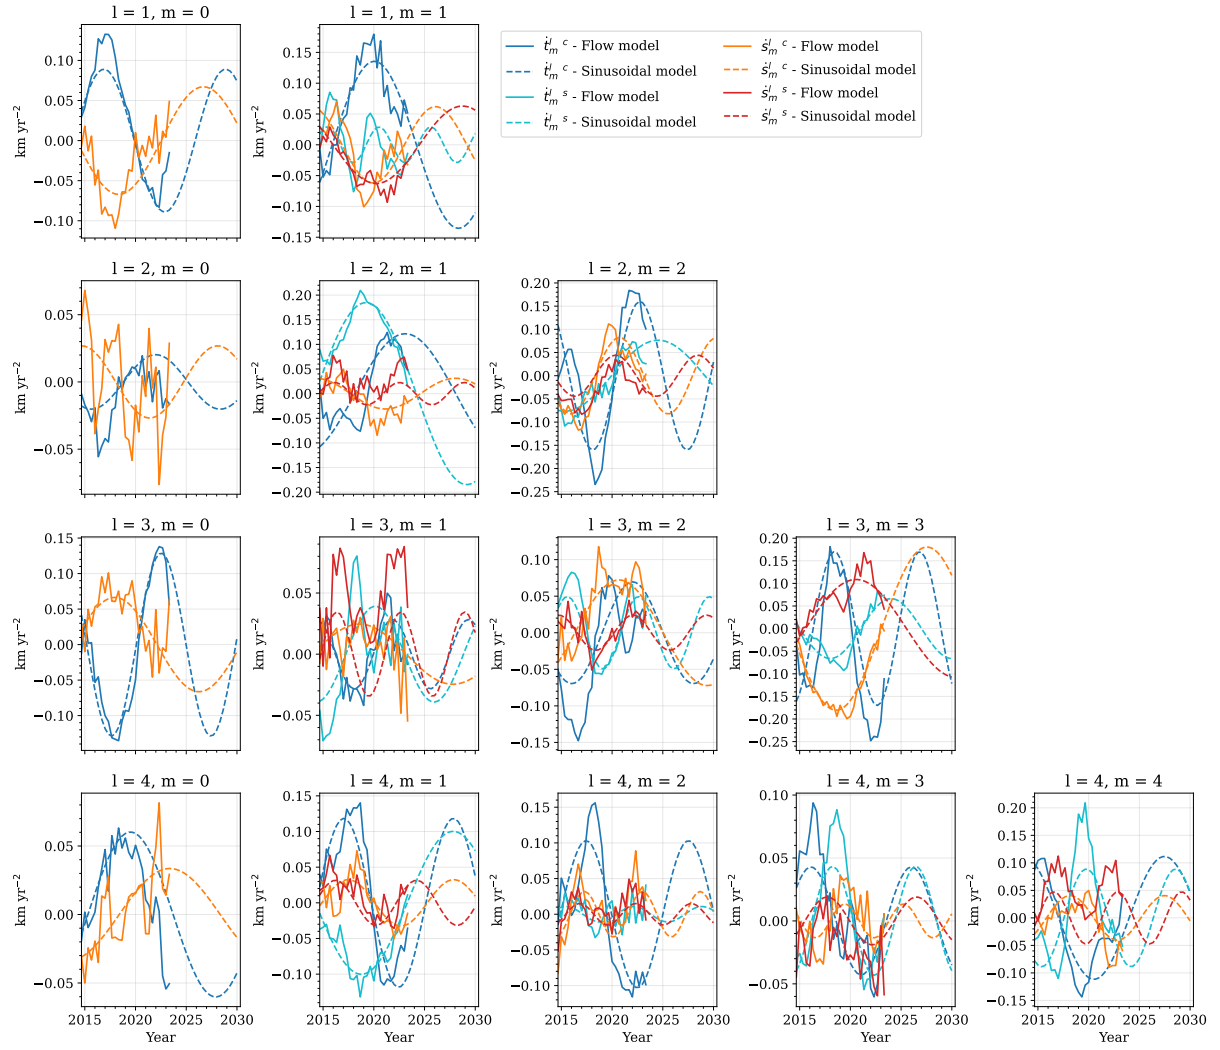 l = 1, m = 0
l = 1, m = 1
0.10
0.05
0.00
−0.05
−0.10
km yr⁻²
0.15
0.10
0.05
0.00
−0.05
−0.10
−0.15
km yr⁻²
ṫₘˡ ᶜ - Flow model
ṫₘˡ ᶜ - Sinusoidal model
ṫₘˡ ˢ - Flow model
ṫₘˡ ˢ - Sinusoidal model
ṡₘˡ ᶜ - Flow model
ṡₘˡ ᶜ - Sinusoidal model
ṡₘˡ ˢ - Flow model
ṡₘˡ ˢ - Sinusoidal model
l = 2, m = 0
l = 2, m = 1
l = 2, m = 2
0.05
0.00
−0.05
km yr⁻²
0.20
0.15
0.10
0.05
0.00
−0.05
−0.10
−0.15
−0.20
km yr⁻²
0.20
0.15
0.10
0.05
0.00
−0.05
−0.10
−0.15
−0.20
−0.25
km yr⁻²
l = 3, m = 0
l = 3, m = 1
l = 3, m = 2
l = 3, m = 3
0.15
0.10
0.05
0.00
−0.05
−0.10
km yr⁻²
0.05
0.00
−0.05
km yr⁻²
0.10
0.05
0.00
−0.05
−0.10
−0.15
km yr⁻²
0.20
0.15
0.10
0.05
0.00
−0.05
−0.10
−0.15
−0.20
−0.25
km yr⁻²
l = 4, m = 0
l = 4, m = 1
l = 4, m = 2
l = 4, m = 3
l = 4, m = 4
0.05
0.00
−0.05
km yr⁻²
2015 2020 2025 2030
Year
0.15
0.10
0.05
0.00
−0.05
−0.10
km yr⁻²
2015 2020 2025 2030
Year
0.15
0.10
0.05
0.00
−0.05
−0.10
km yr⁻²
2015 2020 2025 2030
Year
0.10
0.05
0.00
−0.05
km yr⁻²
2015 2020 2025 2030
Year
0.20
0.15
0.10
0.05
0.00
−0.05
−0.10
−0.15
km yr⁻²
2015 2020 2025 2030
Year